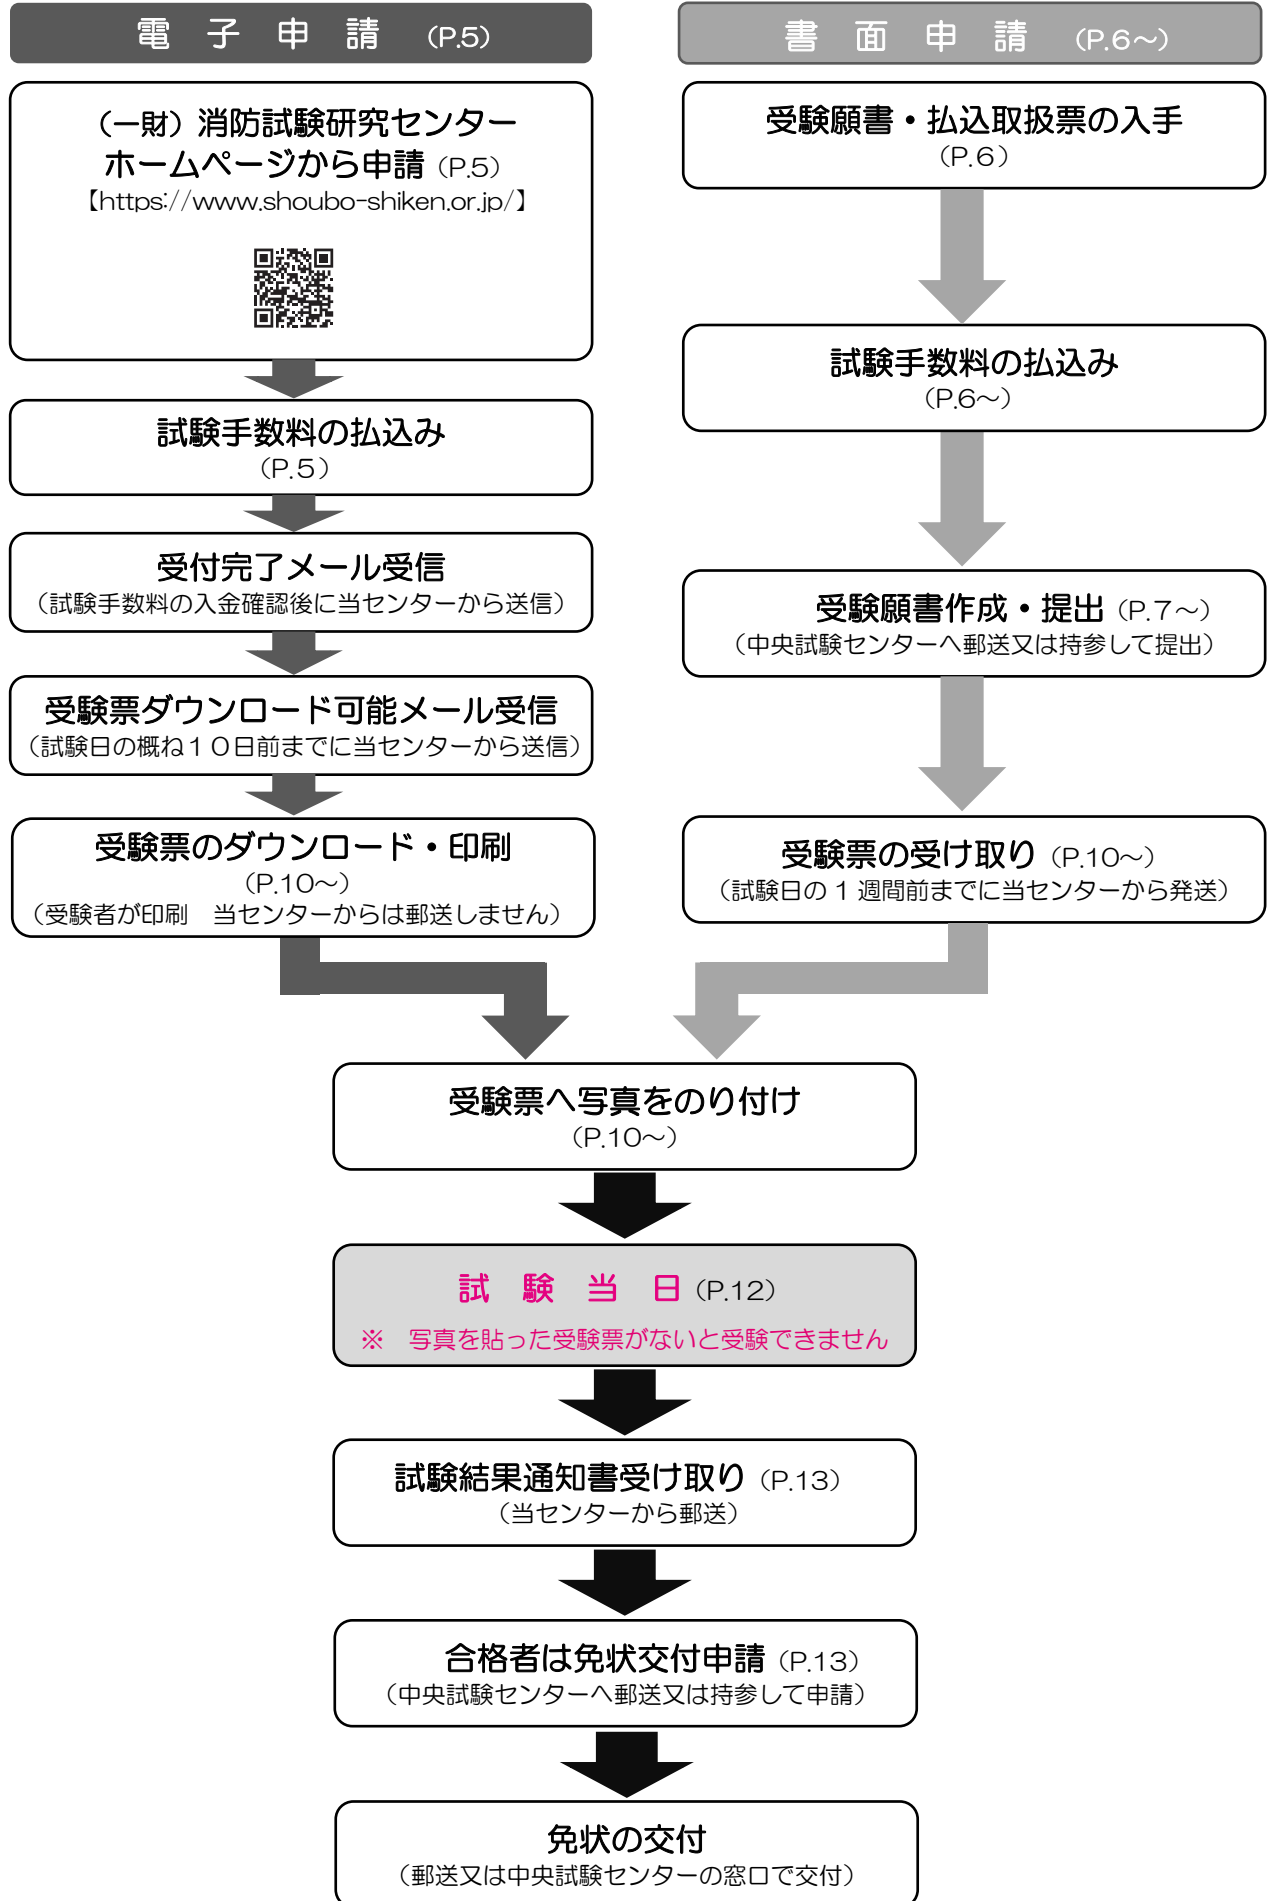 電子申請（P.5）
（一財）消防試験研究センター
ホームページから申請（P.5）
【https://www.shoubo-shiken.or.jp/】
試験手数料の払込み
（P.5）
受付完了メール受信
（試験手数料の入金確認後に当センターから送信）
受験票ダウンロード可能メール受信
（試験日の概ね１０日前までに当センターから送信）
受験票のダウンロード・印刷
（P.10～）
（受験者が印刷　当センターからは郵送しません）
書面申請（P.6～）
受験願書・払込取扱票の入手
（P.6）
試験手数料の払込み
（P.6～）
受験願書作成・提出（P.7～）
（中央試験センターへ郵送又は持参して提出）
受験票の受け取り（P.10～）
（試験日の１週間前までに当センターから発送）
受験票へ写真をのり付け
（P.10～）
試験当日（P.12）
※　写真を貼った受験票がないと受験できません
試験結果通知書受け取り（P.13）
（当センターから郵送）
合格者は免状交付申請（P.13）
（中央試験センターへ郵送又は持参して申請）
免状の交付
（郵送又は中央試験センターの窓口で交付）